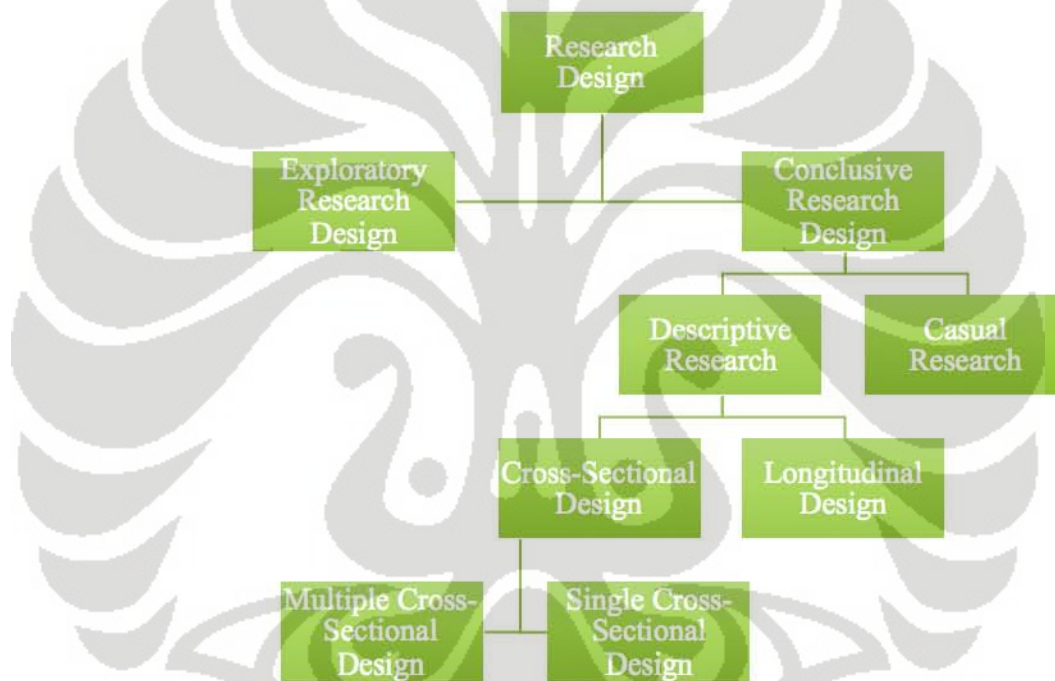 Research
Design
Exploratory
Research
Design
Conclusive
Research
Design
Descriptive
Research
Casual
Research
Cross-Sectional
Design
Longitudinal
Design
Multiple Cross-
Sectional
Design
Single Cross-
Sectional
Design